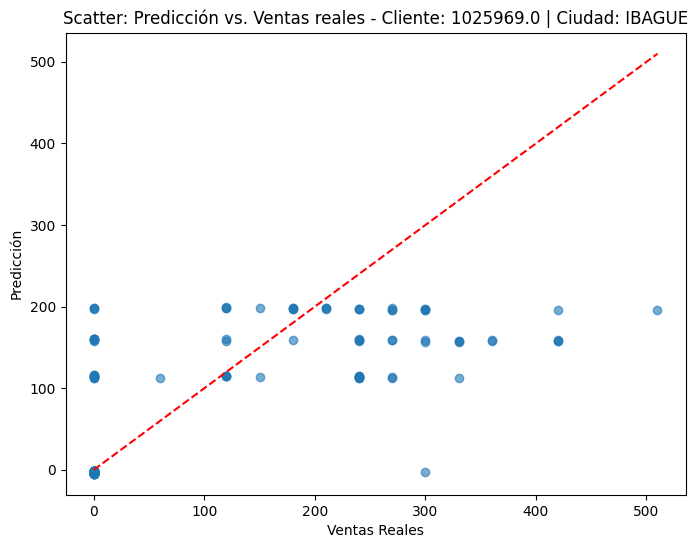 Scatter: Predicción vs. Ventas reales - Cliente: 1025969.0 | Ciudad: IBAGUE
500
400
300
200
100
0
Predicción
0 100 200 300 400 500
Ventas Reales